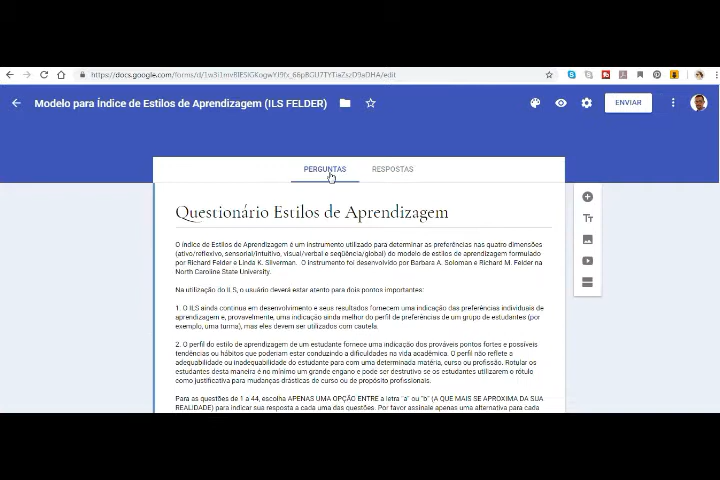 Modelo para Índice de Estilos de Aprendizagem (ILS FELDER)
ENVIAR
PERGUNTAS
RESPOSTAS
Questionário Estilos de Aprendizagem
O Índice de Estilos de Aprendizagem é um instrumento utilizado para determinar as preferências nas quatro dimensões
(ativo/reflexivo, sensorial/intuitivo, visual/verbal e seqüência/global) do modelo de estilos de aprendizagem formulado
por Richard Felder e Linda K. Silverman. O instrumento foi desenvolvido por Barbara A. Soloman e Richard M. Felder na
North Caroline State University.
Na utilização do ILS, o usuário deverá estar atento para dois pontos importantes:
1. O ILS ainda continua em desenvolvimento e seus resultados fornecem uma indicação das preferências individuais de
aprendizagem e, provavelmente, uma indicação ainda melhor do perfil de preferências de um grupo de estudantes (por
exemplo, uma turma), mas eles devem ser utilizados com cautela.
2. O perfil do estilo de aprendizagem de um estudante fornece uma indicação dos prováveis pontos fortes e possíveis
tendências ou hábitos que poderiam estar conduzindo a dificuldades na vida acadêmica. O perfil não reflete a
adequabilidade ou inadequabilidade do estudante para com uma determinada matéria, curso ou profissão. Rotular os
estudantes desta maneira é no mínimo um grande engano e pode ser destrutivo se os estudantes utilizarem o rótulo
como justificativa para mudanças drásticas de curso ou de propósito profissionais.
Para as questões de 1 a 44, escolha APENAS UMA OPÇÃO ENTRE a letra "a" ou "b" (A QUE MAIS SE APROXIMA DA SUA
REALIDADE) para indicar sua resposta a cada uma das questões. Por favor assinale apenas uma alternativa para cada